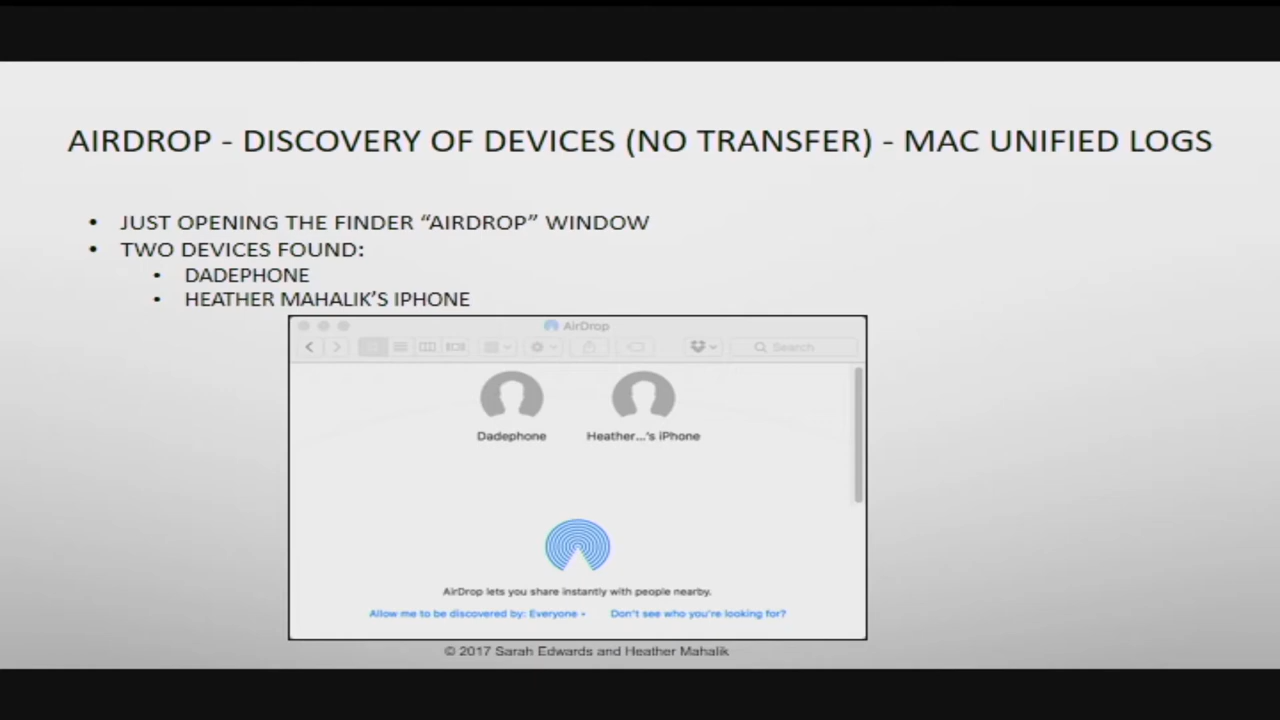 AIRDROP - DISCOVERY OF DEVICES (NO TRANSFER) - MAC UNIFIED LOGS
• JUST OPENING THE FINDER “AIRDROP” WINDOW
• TWO DEVICES FOUND:
• DADEPHONE
• HEATHER MAHALIK’S IPHONE
AirDrop
Search
Dadephone
Heather...'s iPhone
AirDrop lets you share instantly with people nearby.
Allow me to be discovered by: Everyone
Don't see who you're looking for?
© 2017 Sarah Edwards and Heather Mahalik